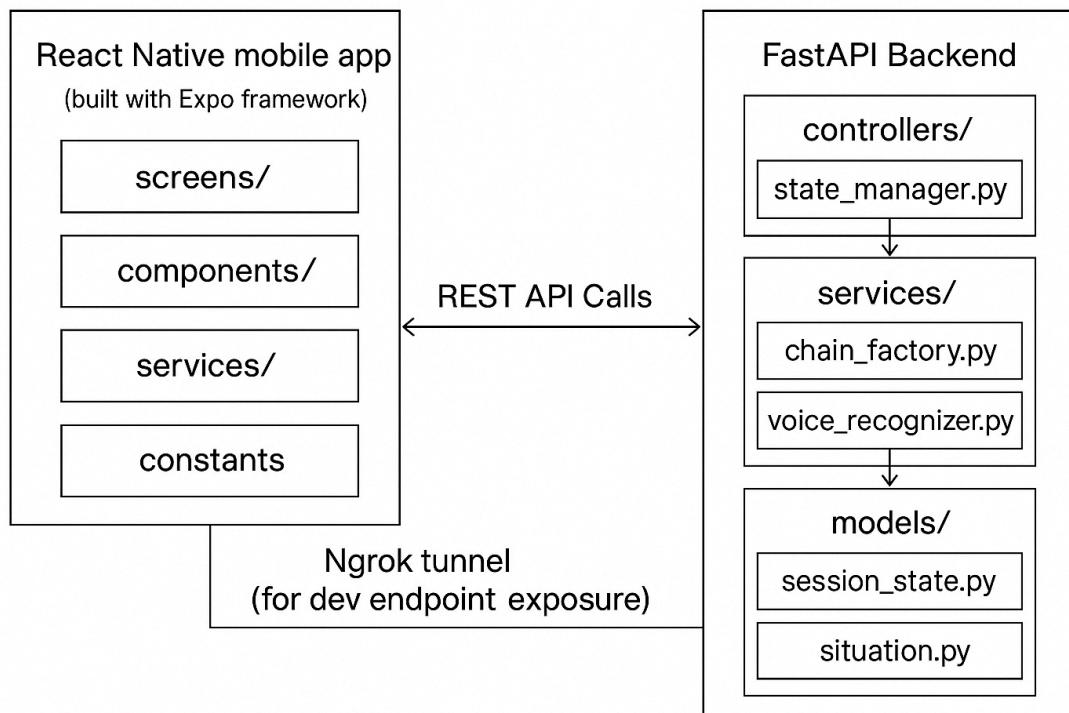 React Native mobile app
(built with Expo framework)
screens/
components/
services/
constants
REST API Calls
Ngrok tunnel
(for dev endpoint exposure)
FastAPI Backend
controllers/
state_manager.py
services/
chain_factory.py
voice_recognizer.py
models/
session_state.py
situation.py